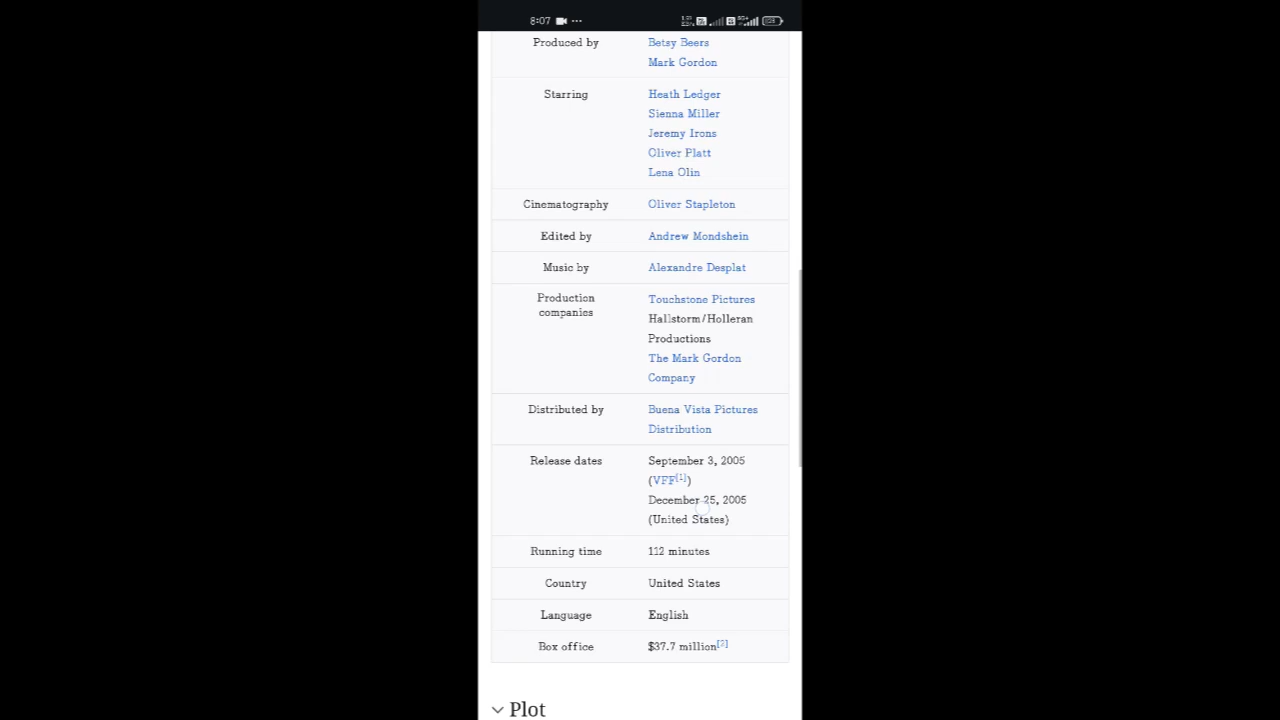 8:07
Produced by
Betsy Beers
Mark Gordon
Starring
Heath Ledger
Sienna Miller
Jeremy Irons
Oliver Platt
Lena Olin
Cinematography
Oliver Stapleton
Edited by
Andrew Mondshein
Music by
Alexandre Desplat
Production
companies
Touchstone Pictures
Hallstorm/Holleran
Productions
The Mark Gordon
Company
Distributed by
Buena Vista Pictures
Distribution
Release dates
September 3, 2005
(VFF[1])
December 25, 2005
(United States)
Running time
112 minutes
Country
United States
Language
English
Box office
$37.7 million[2]
Plot